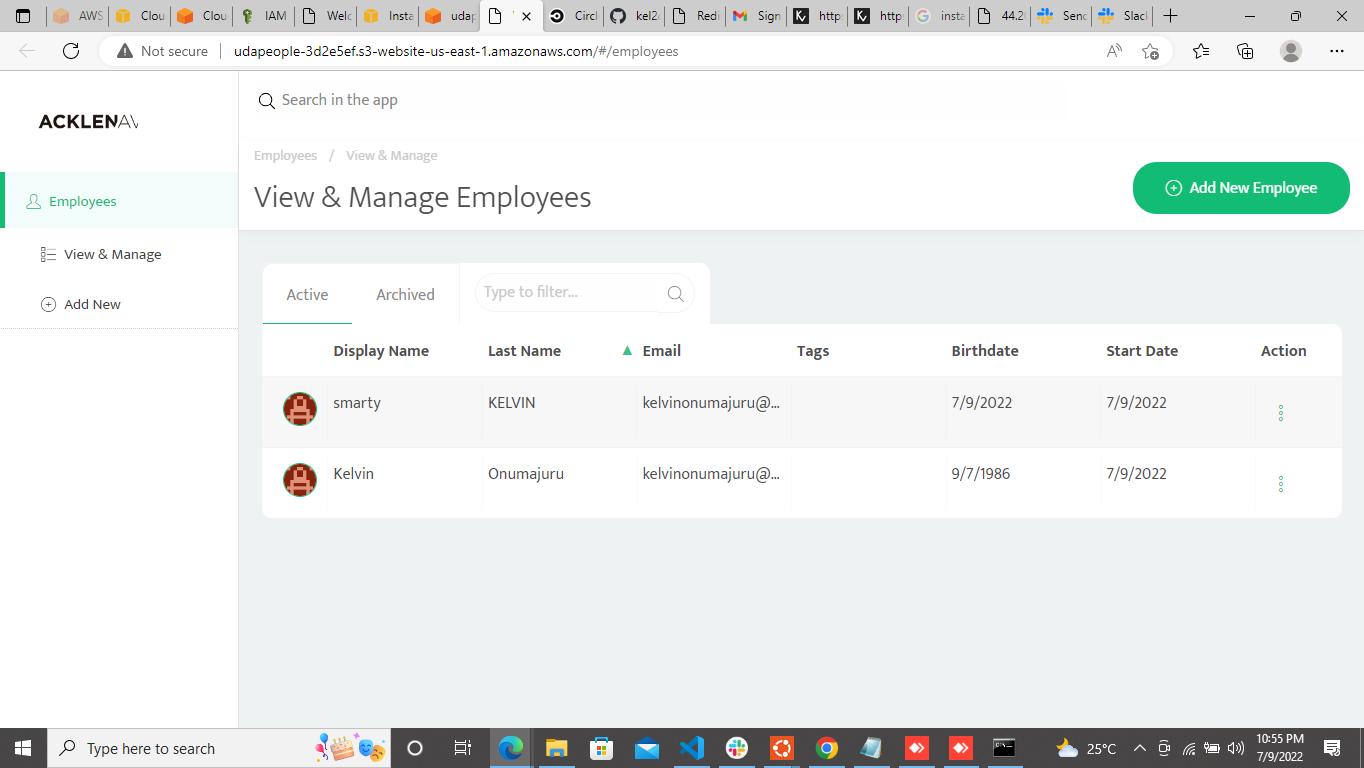 AWS Clou Clou IAM Welc Insta udap Circl kel2 Redi Sign http: http: insta 44.2 Senc Slack
Not secure udapeople-3d2e5ef.s3-website-us-east-1.amazonaws.com/#/employees
Search in the app
ACKLENAV
Employees / View & Manage
View & Manage Employees
Add New Employee
Employees
View & Manage
Add New
Active Archived Type to filter...
Display Name Last Name ▲ Email Tags Birthdate Start Date Action
smarty KELVIN kelvinonumajuru@... 7/9/2022 7/9/2022
Kelvin Onumajuru kelvinonumajuru@... 9/7/1986 7/9/2022
Type here to search
25°C
10:55 PM
7/9/2022